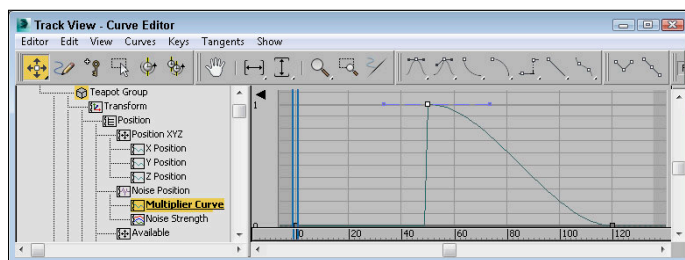 Track View - Curve Editor
Editor Edit View Curves Keys Tangents Show
Teapot Group
Transform
Position
Position XYZ
X Position
Y Position
Z Position
Noise Position
Multiplier Curve
Noise Strength
Available
1
0
0 20 40 60 80 100 120